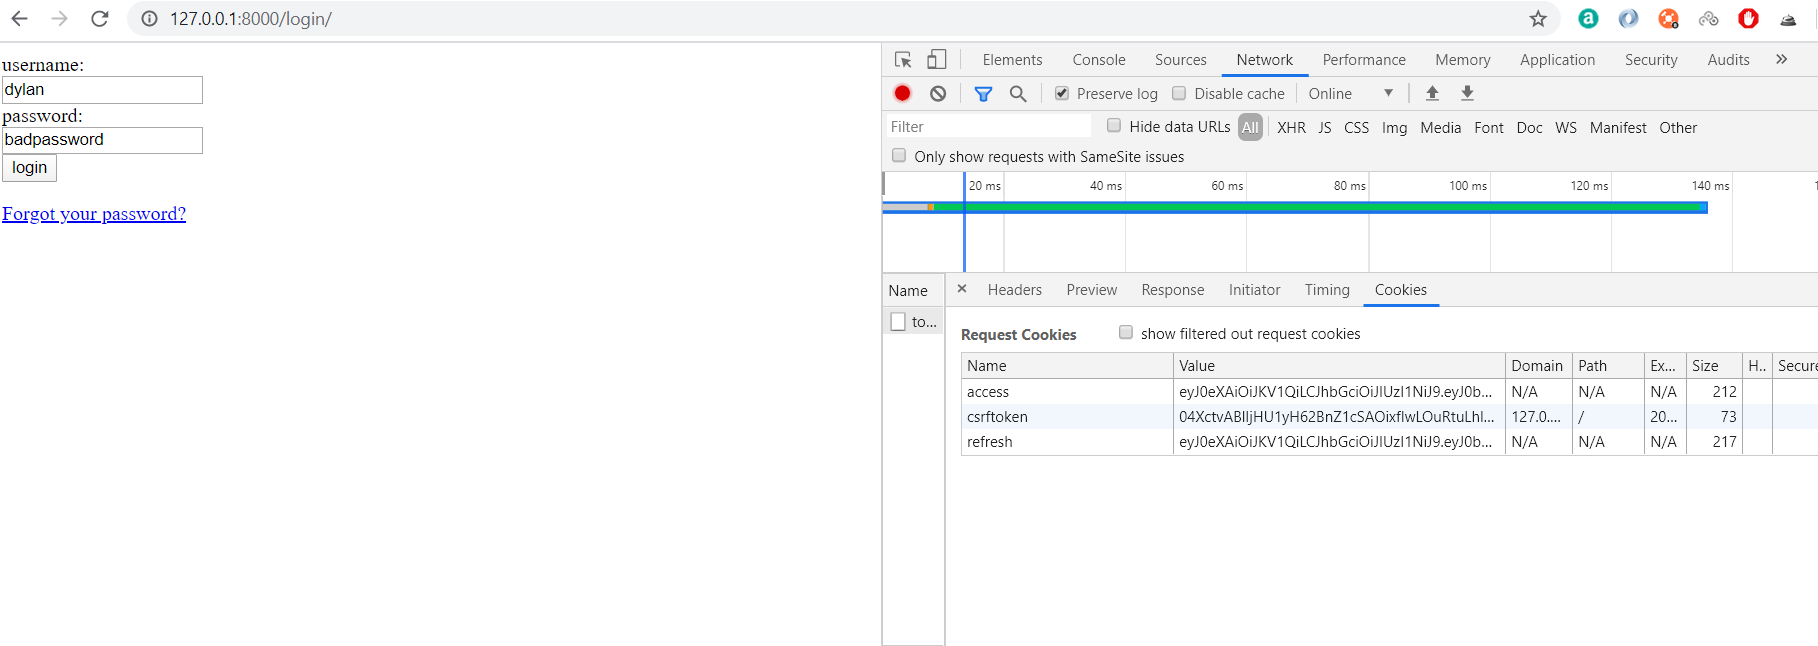 127.0.0.1:8000/login/
username:
dylan
password:
badpassword
login
Forgot your password?
Elements Console Sources Network Performance Memory Application Security Audits »
Preserve log Disable cache Online ▼
Filter Hide data URLs All XHR JS CSS Img Media Font Doc WS Manifest Other
Only show requests with SameSite issues
20 ms 40 ms 60 ms 80 ms 100 ms 120 ms 140 ms
Name × Headers Preview Response Initiator Timing Cookies
to...
Request Cookies show filtered out request cookies
Name Value Domain Path Ex... Size H.. Secure
access eyJ0eXAiOiJKV1QiLCJhbGciOiJIUzI1NiJ9.eyJ0b... N/A N/A N/A 212
csrftoken 127.0.... / 20... 73
refresh eyJ0eXAiOiJKV1QiLCJhbGciOiJIUzI1NiJ9.eyJ0b... N/A N/A N/A 217